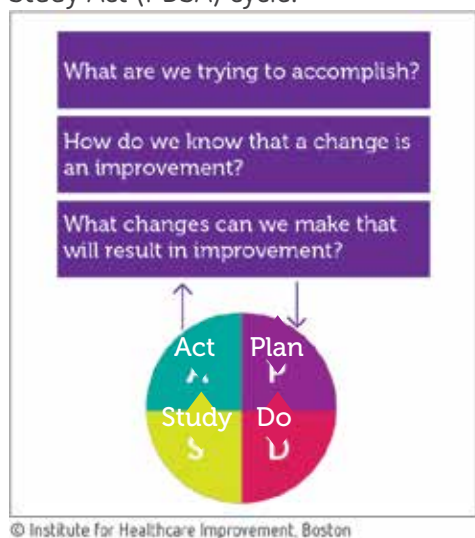 Study Act (PDSA) cycle.
What are we trying to accomplish?
How do we know that a change is
an improvement?
What changes can we make that
will result in improvement?
Act Plan
Study Do
© Institute for Healthcare Improvement, Boston